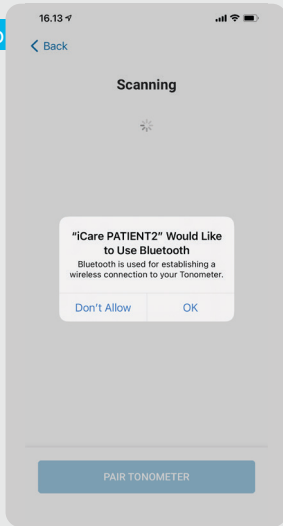 16.13
Back
Scanning
“iCare PATIENT2” Would Like
to Use Bluetooth
Bluetooth is used for establishing a
wireless connection to your Tonometer.
Don't Allow OK
PAIR TONOMETER